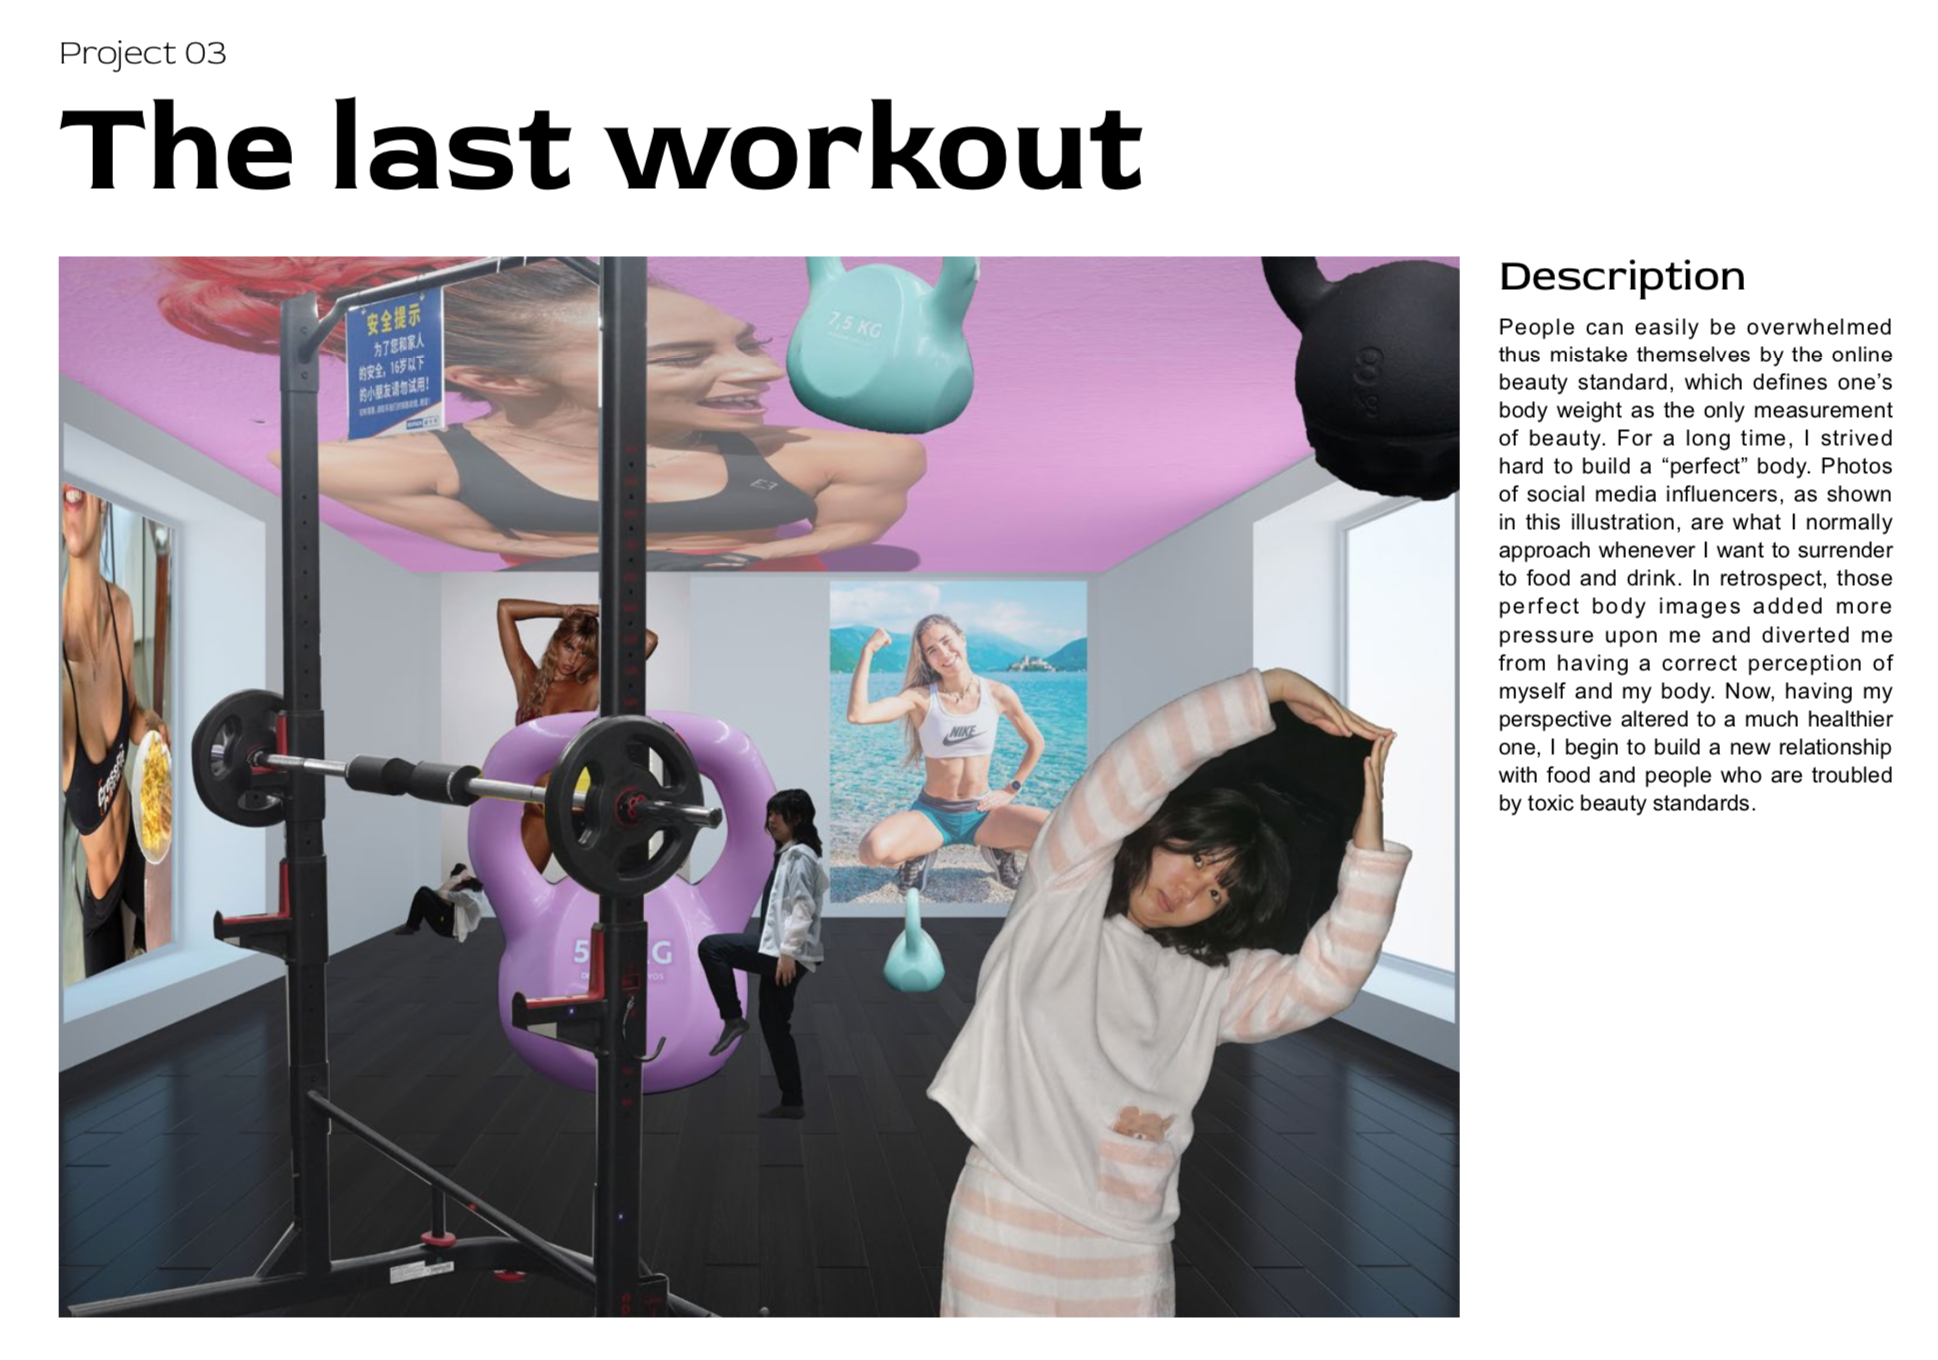 Project 03
The last workout
安全提示
为了您和家人
的安全，16岁以下
的小朋友请勿试用！
7,5 KG
8
NIKE
5
G
Description
People can easily be overwhelmed
thus mistake themselves by the online
beauty standard, which defines one’s
body weight as the only measurement
of beauty. For a long time, I strived
hard to build a “perfect” body. Photos
of social media influencers, as shown
in this illustration, are what I normally
approach whenever I want to surrender
to food and drink. In retrospect, those
perfect body images added more
pressure upon me and diverted me
from having a correct perception of
myself and my body. Now, having my
perspective altered to a much healthier
one, I begin to build a new relationship
with food and people who are troubled
by toxic beauty standards.